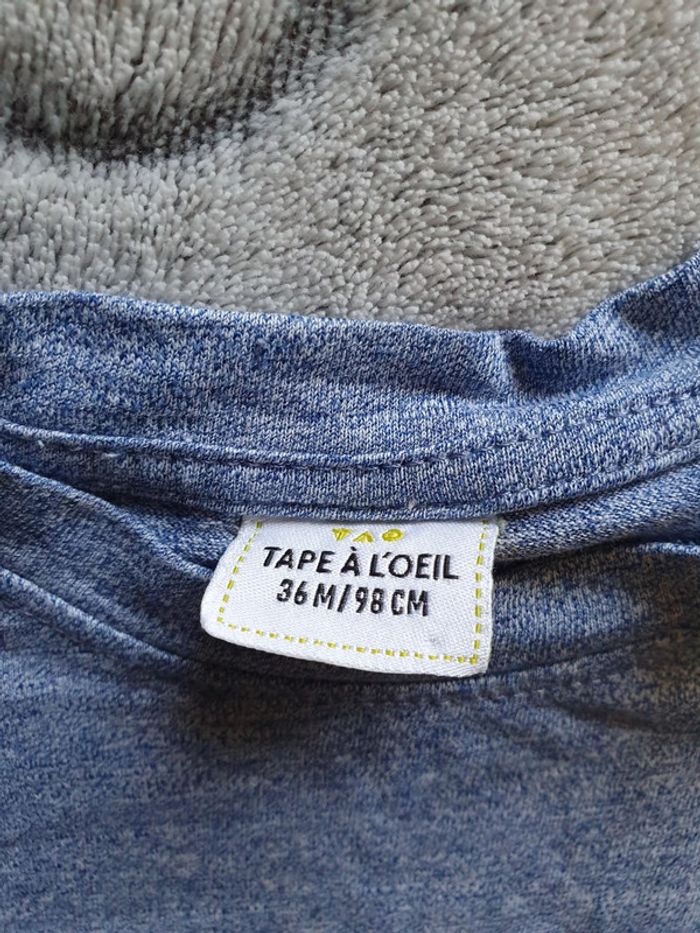 TAO
TAPE À L'OEIL
36 M/98 CM